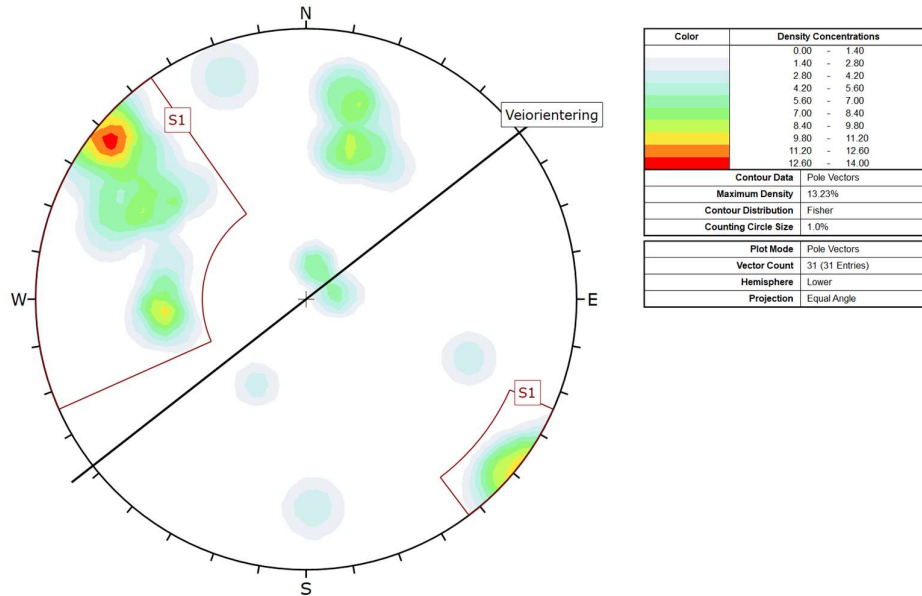 N
S1
Veiorientering
W
E
S1
S
Color Density Concentrations
0.00 - 1.40
1.40 - 2.80
2.80 - 4.20
4.20 - 5.60
5.60 - 7.00
7.00 - 8.40
8.40 - 9.80
9.80 - 11.20
11.20 - 12.60
12.60 - 14.00
Contour Data Pole Vectors
Maximum Density 13.23%
Contour Distribution Fisher
Counting Circle Size 1.0%
Plot Mode Pole Vectors
Vector Count 31 (31 Entries)
Hemisphere Lower
Projection Equal Angle